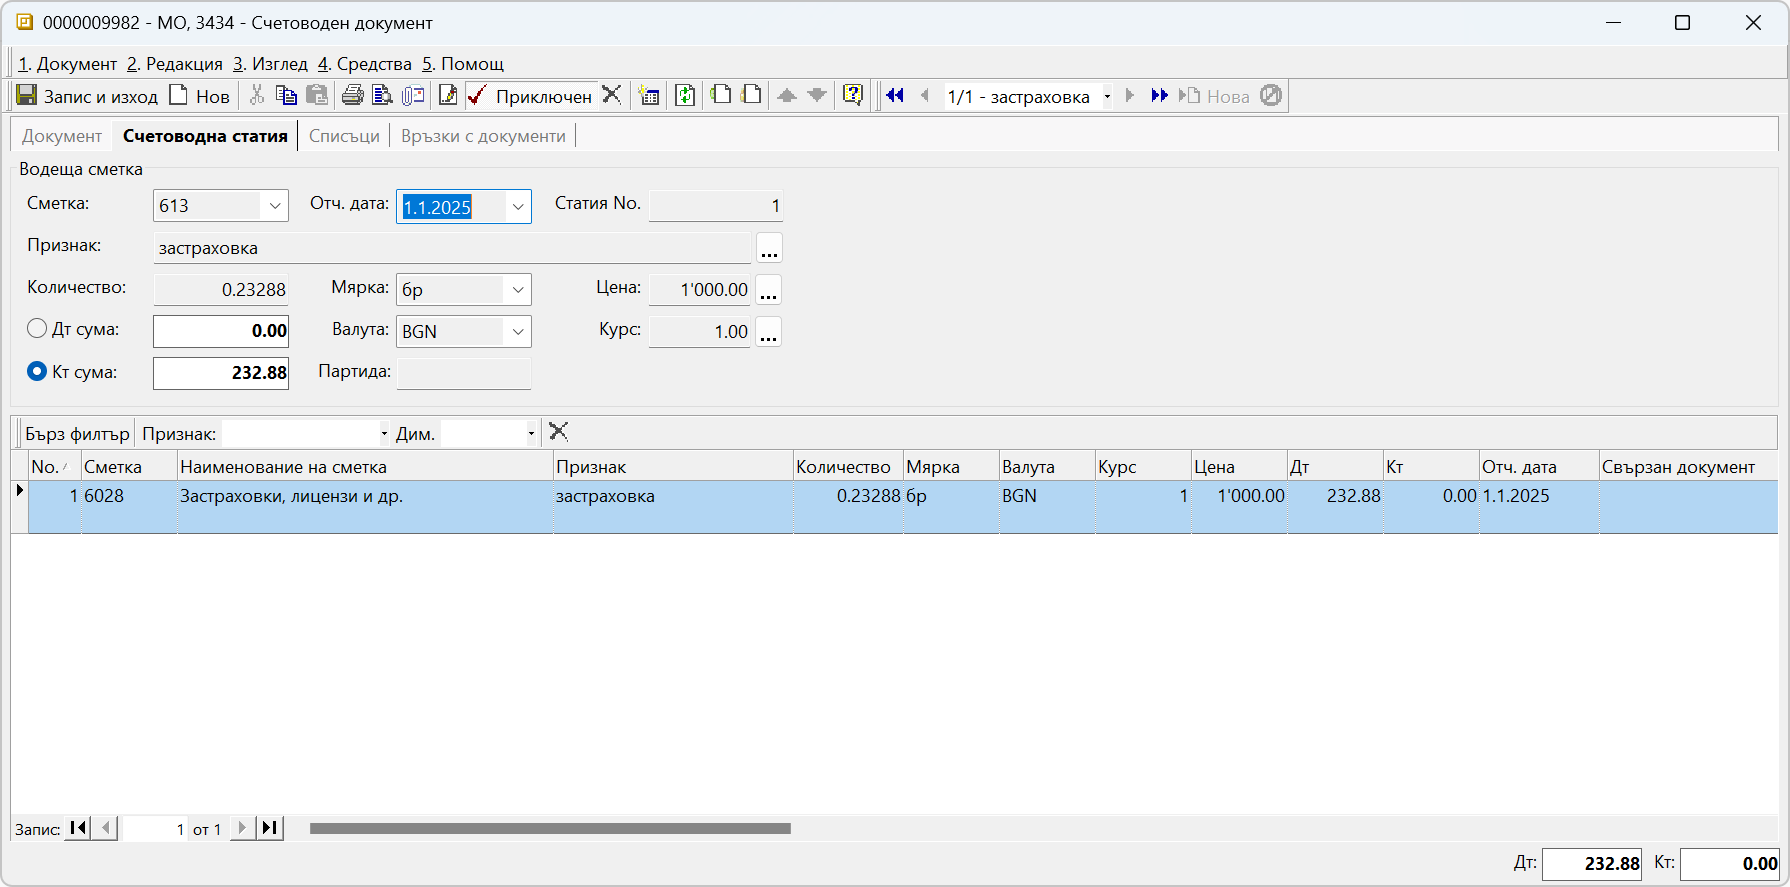 0000009982 - МО, 3434 - Счетоводен документ
1. Документ 2. Редакция 3. Изглед 4. Средства 5. Помощ
Запис и изход Нов Приключен 1/1 - застраховка Нова
Документ Счетоводна статия Списъци Връзки с документи
Водеща сметка
Сметка: 613 Отч. дата: 1.1.2025 Статия No. 1
Признак: застраховка ...
Количество: 0.23288 Мярка: бр Цена: 1'000.00 ...
Дт сума: 0.00 Валута: BGN Курс: 1.00 ...
Кт сума: 232.88 Партида:
Бърз филтър Признак: Дим.
No. Сметка Наименование на сметка Признак Количество Мярка Валута Курс Цена Дт Кт Отч. дата Свързан документ
1 6028 Застраховки, лицензи и др. застраховка 0.23288 бр BGN 1 1'000.00 232.88 0.00 1.1.2025
Запис: 1 от 1
Дт: 232.88 Кт: 0.00